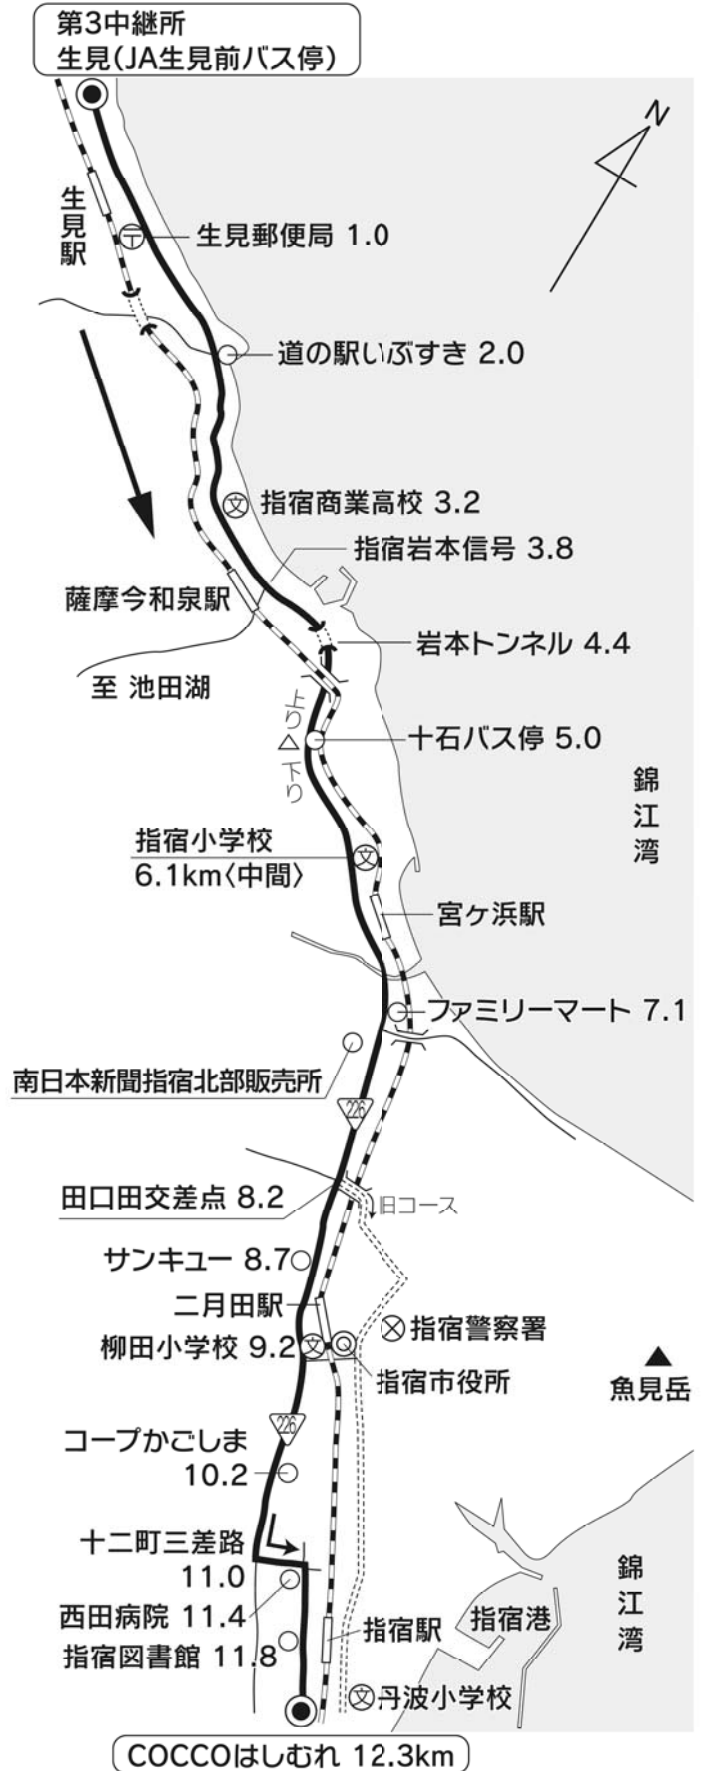 第3中継所
生見(JA生見前バス停)
N
生見駅
生見郵便局 1.0
道の駅いぶすき 2.0
文 指宿商業高校 3.2
指宿岩本信号 3.8
薩摩今和泉駅
岩本トンネル 4.4
至 池田湖
上り
下り
十石バス停 5.0
錦江湾
指宿小学校
6.1km〈中間〉
文
宮ヶ浜駅
ファミリーマート 7.1
南日本新聞指宿北部販売所
226
田口田交差点 8.2
旧コース
サンキュー 8.7
二月田駅
指宿警察署
柳田小学校 9.2
文
指宿市役所
魚見岳
226
コープかごしま
10.2
十二町三差路
11.0
西田病院 11.4
指宿図書館 11.8
指宿駅
指宿港
錦江湾
文 丹波小学校
COCCOはしむれ 12.3km